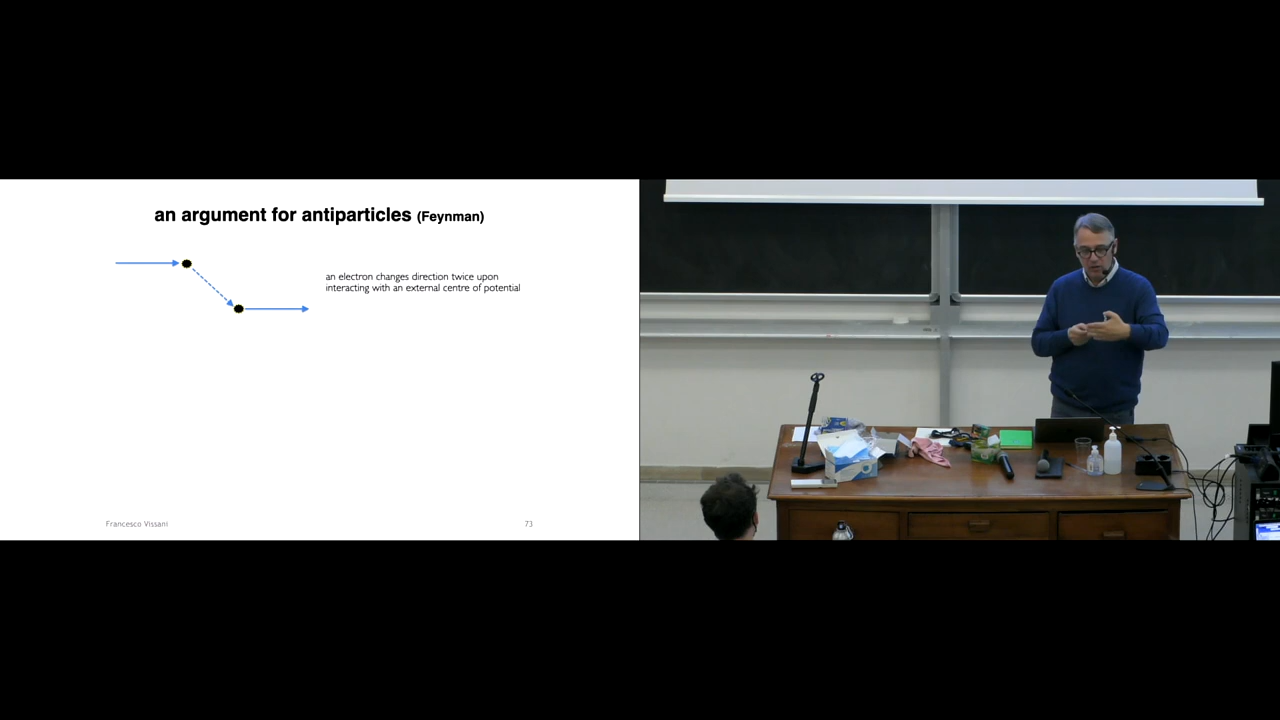 an argument for antiparticles (Feynman)
an electron changes direction twice upon
interacting with an external centre of potential
Francesco Vissani
73